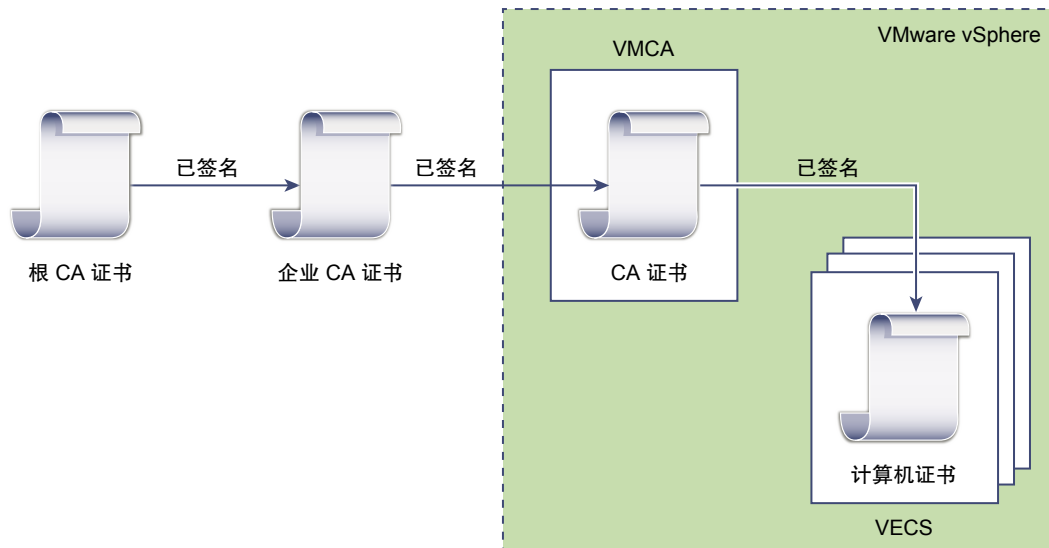 VMware vSphere
VMCA
已签名
已签名
已签名
根 CA 证书
企业 CA 证书
CA 证书
计算机证书
VECS